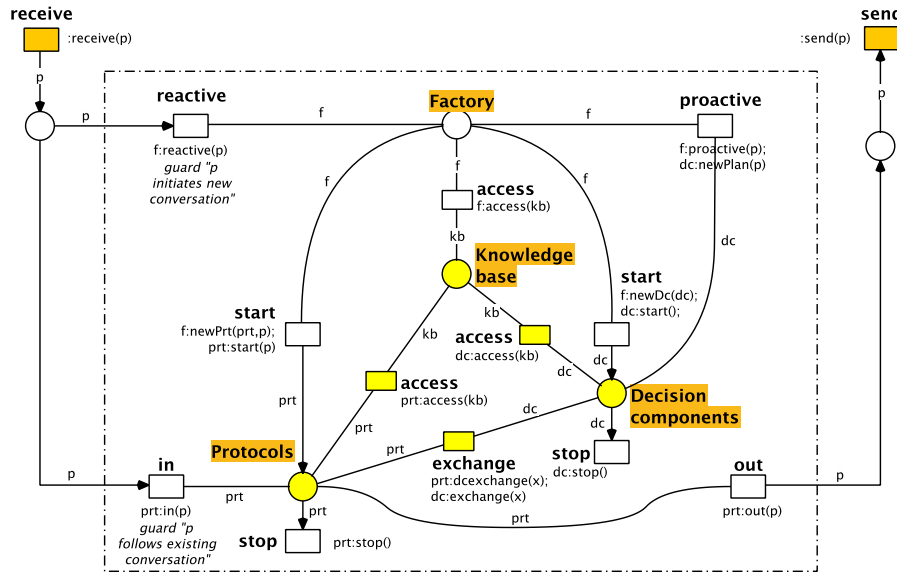 receive
:receive(p)
send
:send(p)
p
p
reactive
f:reactive(p)
guard "p
initiates new
conversation"
p
f
Factory
f
proactive
f:proactive(p);
dc:newPlan(p)
f
f
f
access
f:access(kb)
kb
dc
Knowledge
base
start
f:newPrt(prt,p);
prt:start(p)
start
f:newDc(dc);
dc:start();
kb
kb
access
dc:access(kb)
dc
dc
access
prt:access(kb)
prt
prt
dc
Decision
components
dc
Protocols
prt
exchange
prt:dcexchange(x);
dc:exchange(x)
stop
dc:stop()
p
in
prt:in(p)
guard "p
follows existing
conversation"
prt
prt
stop
prt:stop()
prt
out
prt:out(p)
p